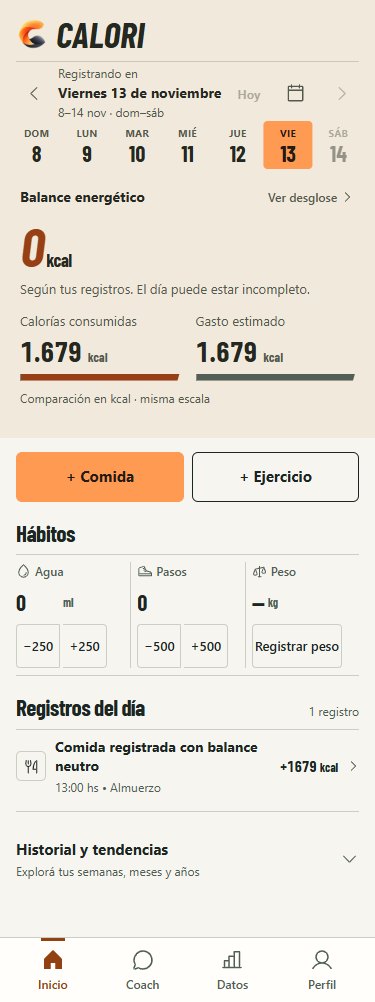 CALORI
Registrando en
Viernes 13 de noviembre
Hoy
8–14 nov · dom–sáb
DOM LUN MAR MIÉ JUE VIE SÁB
8 9 10 11 12 13 14
Balance energético
Ver desglose
0 kcal
Según tus registros. El día puede estar incompleto.
Calorías consumidas
Gasto estimado
1.679 kcal
1.679 kcal
Comparación en kcal · misma escala
+ Comida
+ Ejercicio
Hábitos
Agua
Pasos
Peso
0 ml
0
— kg
−250 +250
−500 +500
Registrar peso
Registros del día
1 registro
Comida registrada con balance
neutro
+1679 kcal
13:00 hs • Almuerzo
Historial y tendencias
Explorá tus semanas, meses y años
Inicio
Coach
Datos
Perfil